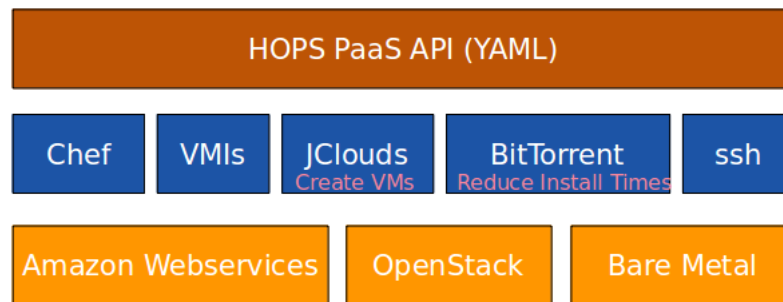 HOPS PaaS API (YAML)
Chef
VMIs
JClouds
Create VMs
BitTorrent
Reduce Install Times
ssh
Amazon Webservices
OpenStack
Bare Metal